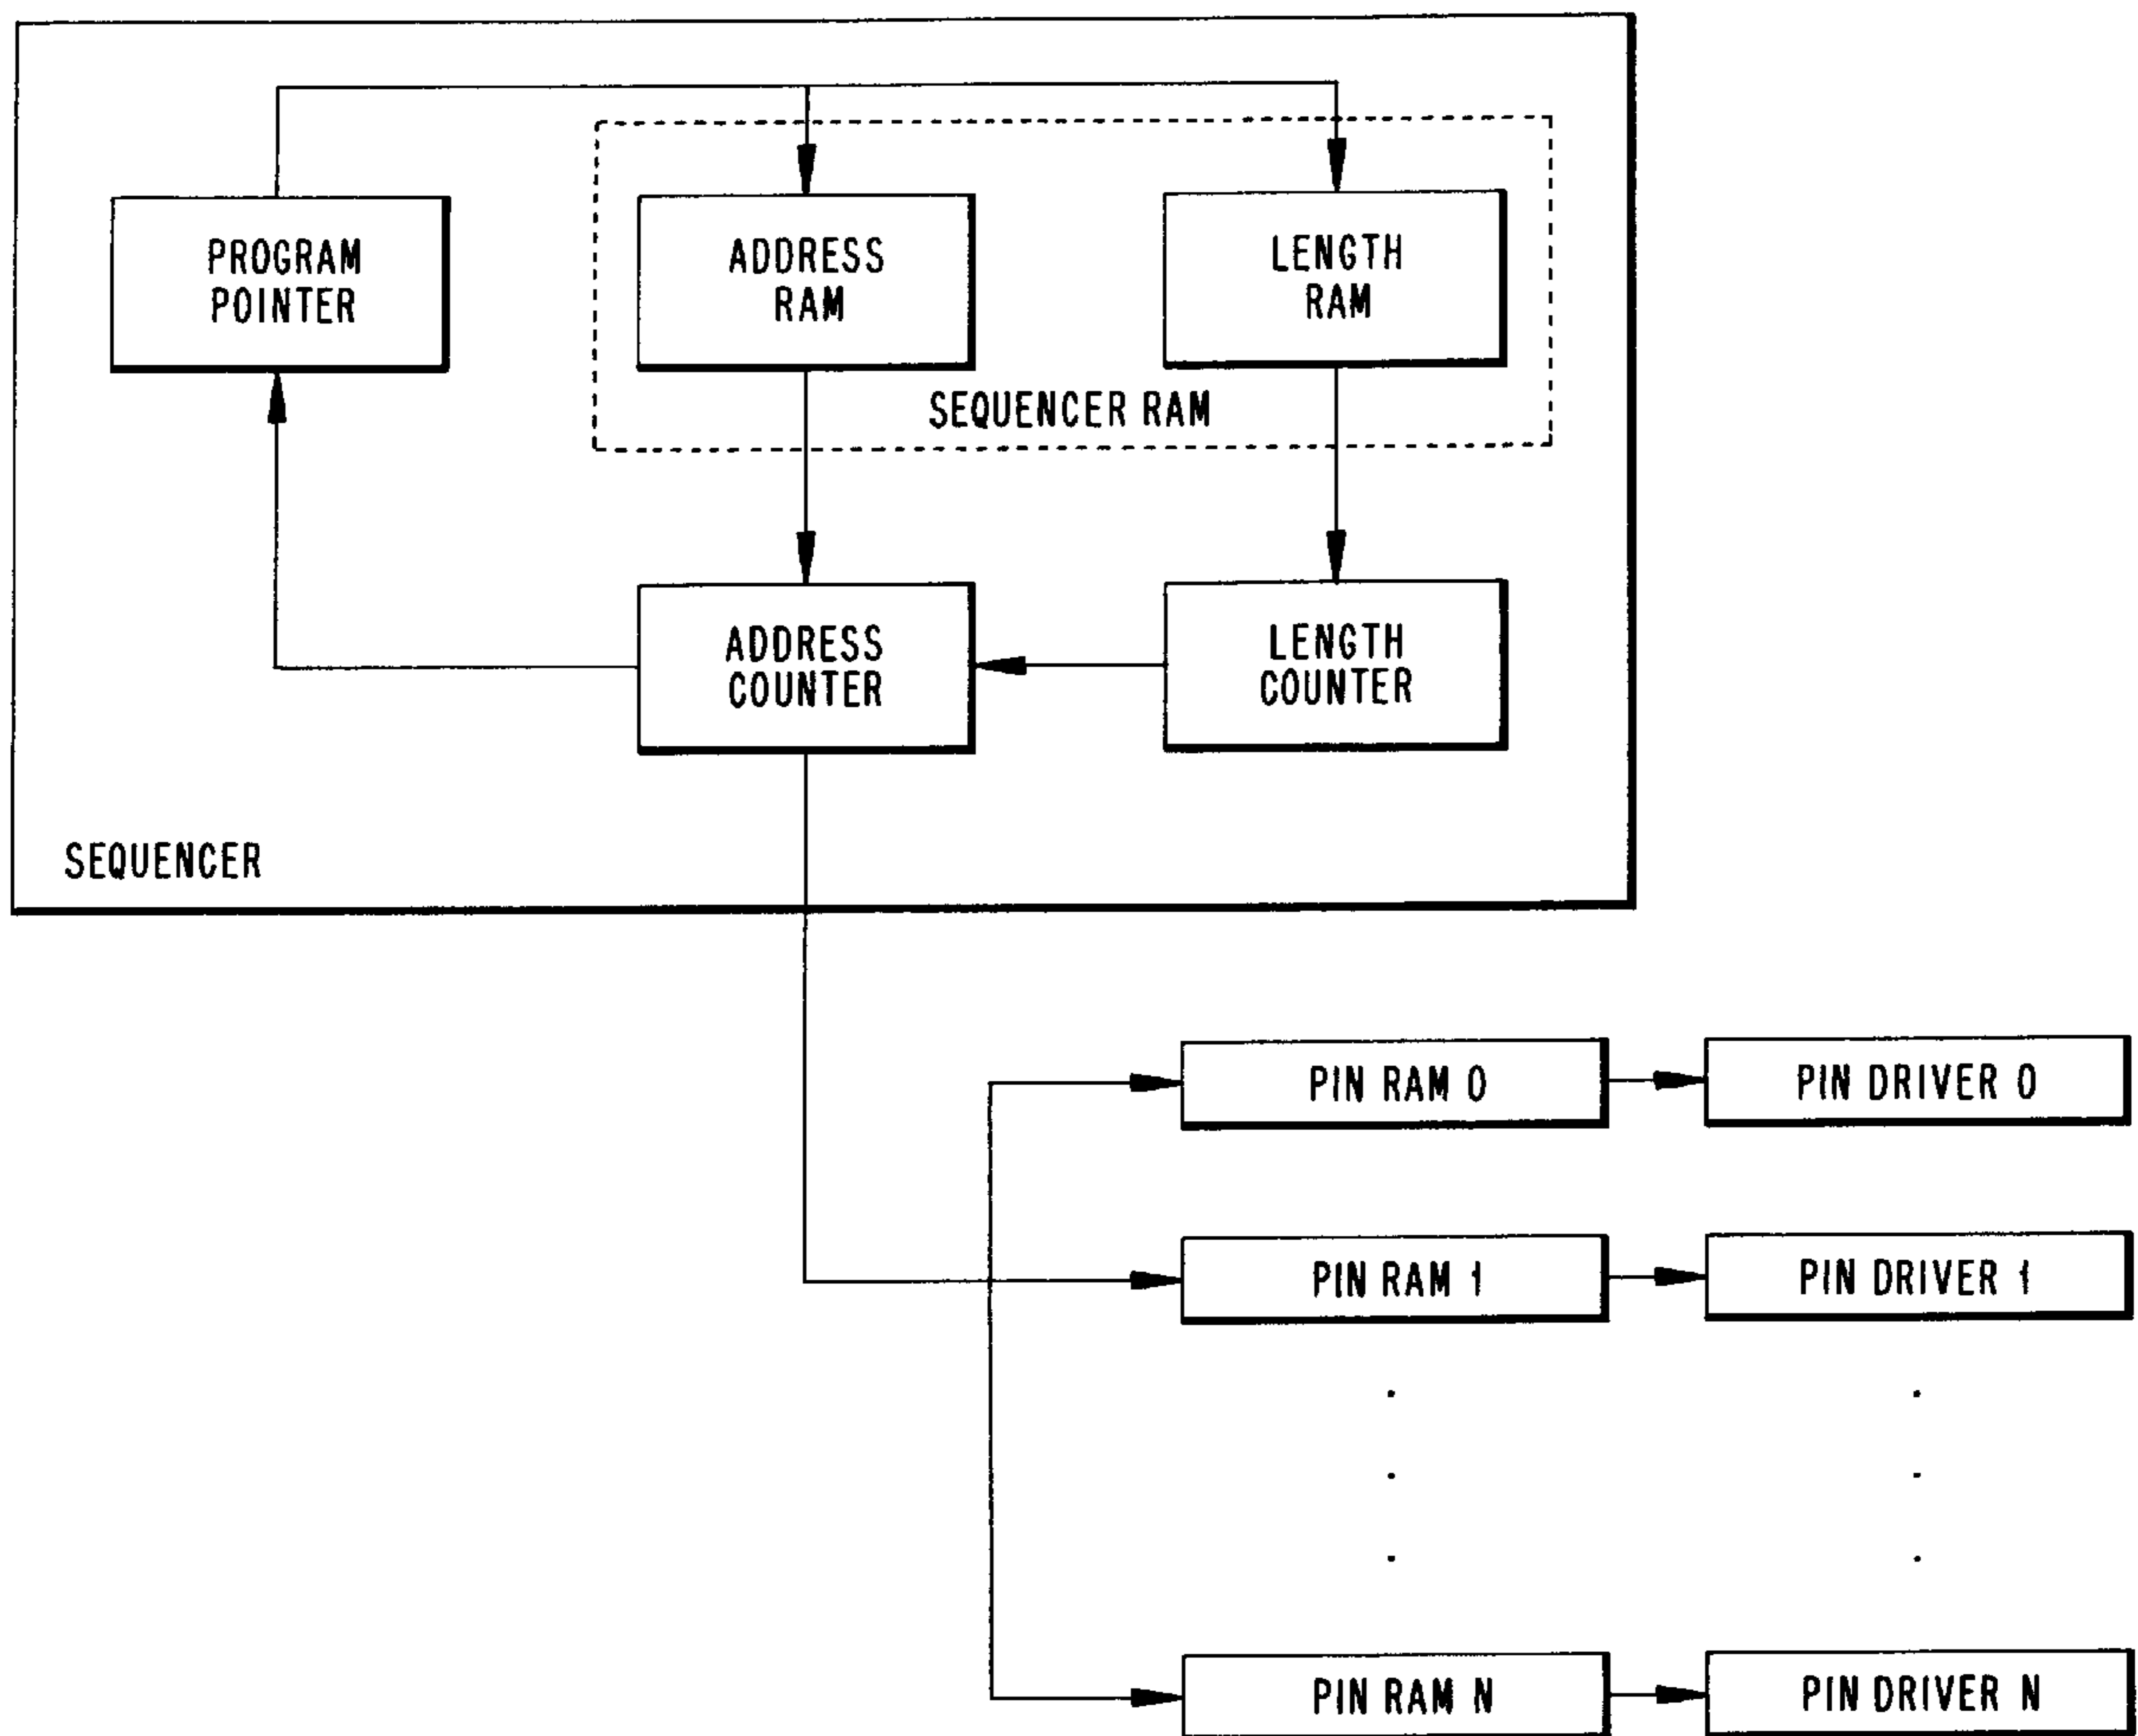 PROGRAM
POINTER
ADDRESS
RAM
LENGTH
RAM
SEQUENCER RAM
ADDRESS
COUNTER
LENGTH
COUNTER
SEQUENCER
PIN RAM 0
PIN DRIVER 0
PIN RAM 1
PIN DRIVER 1
PIN RAM N
PIN DRIVER N